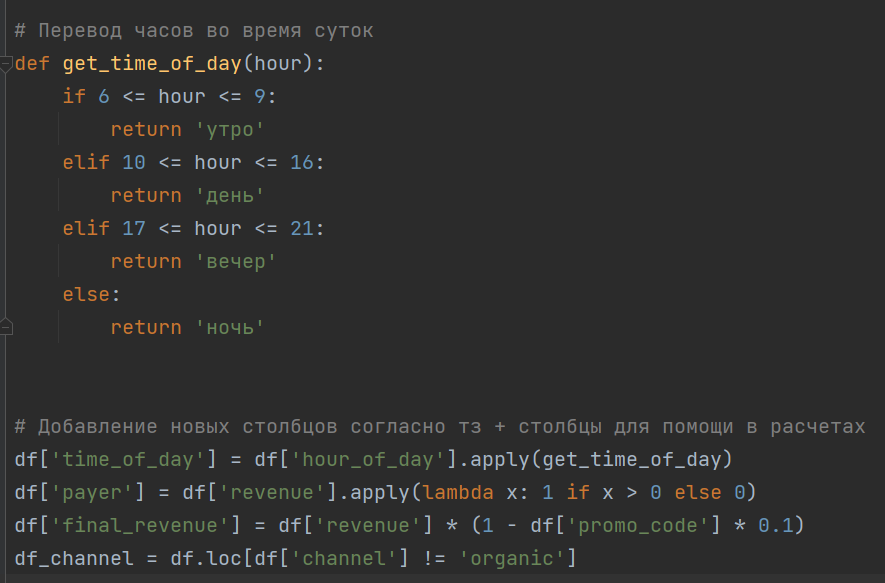 # Перевод часов во время суток
def get_time_of_day(hour):
    if 6 <= hour <= 9:
        return 'утро'
    elif 10 <= hour <= 16:
        return 'день'
    elif 17 <= hour <= 21:
        return 'вечер'
    else:
        return 'ночь'
# Добавление новых столбцов согласно тз + столбцы для помощи в расчетах
df['time_of_day'] = df['hour_of_day'].apply(get_time_of_day)
df['payer'] = df['revenue'].apply(lambda x: 1 if x > 0 else 0)
df['final_revenue'] = df['revenue'] * (1 - df['promo_code'] * 0.1)
df_channel = df.loc[df['channel'] != 'organic']